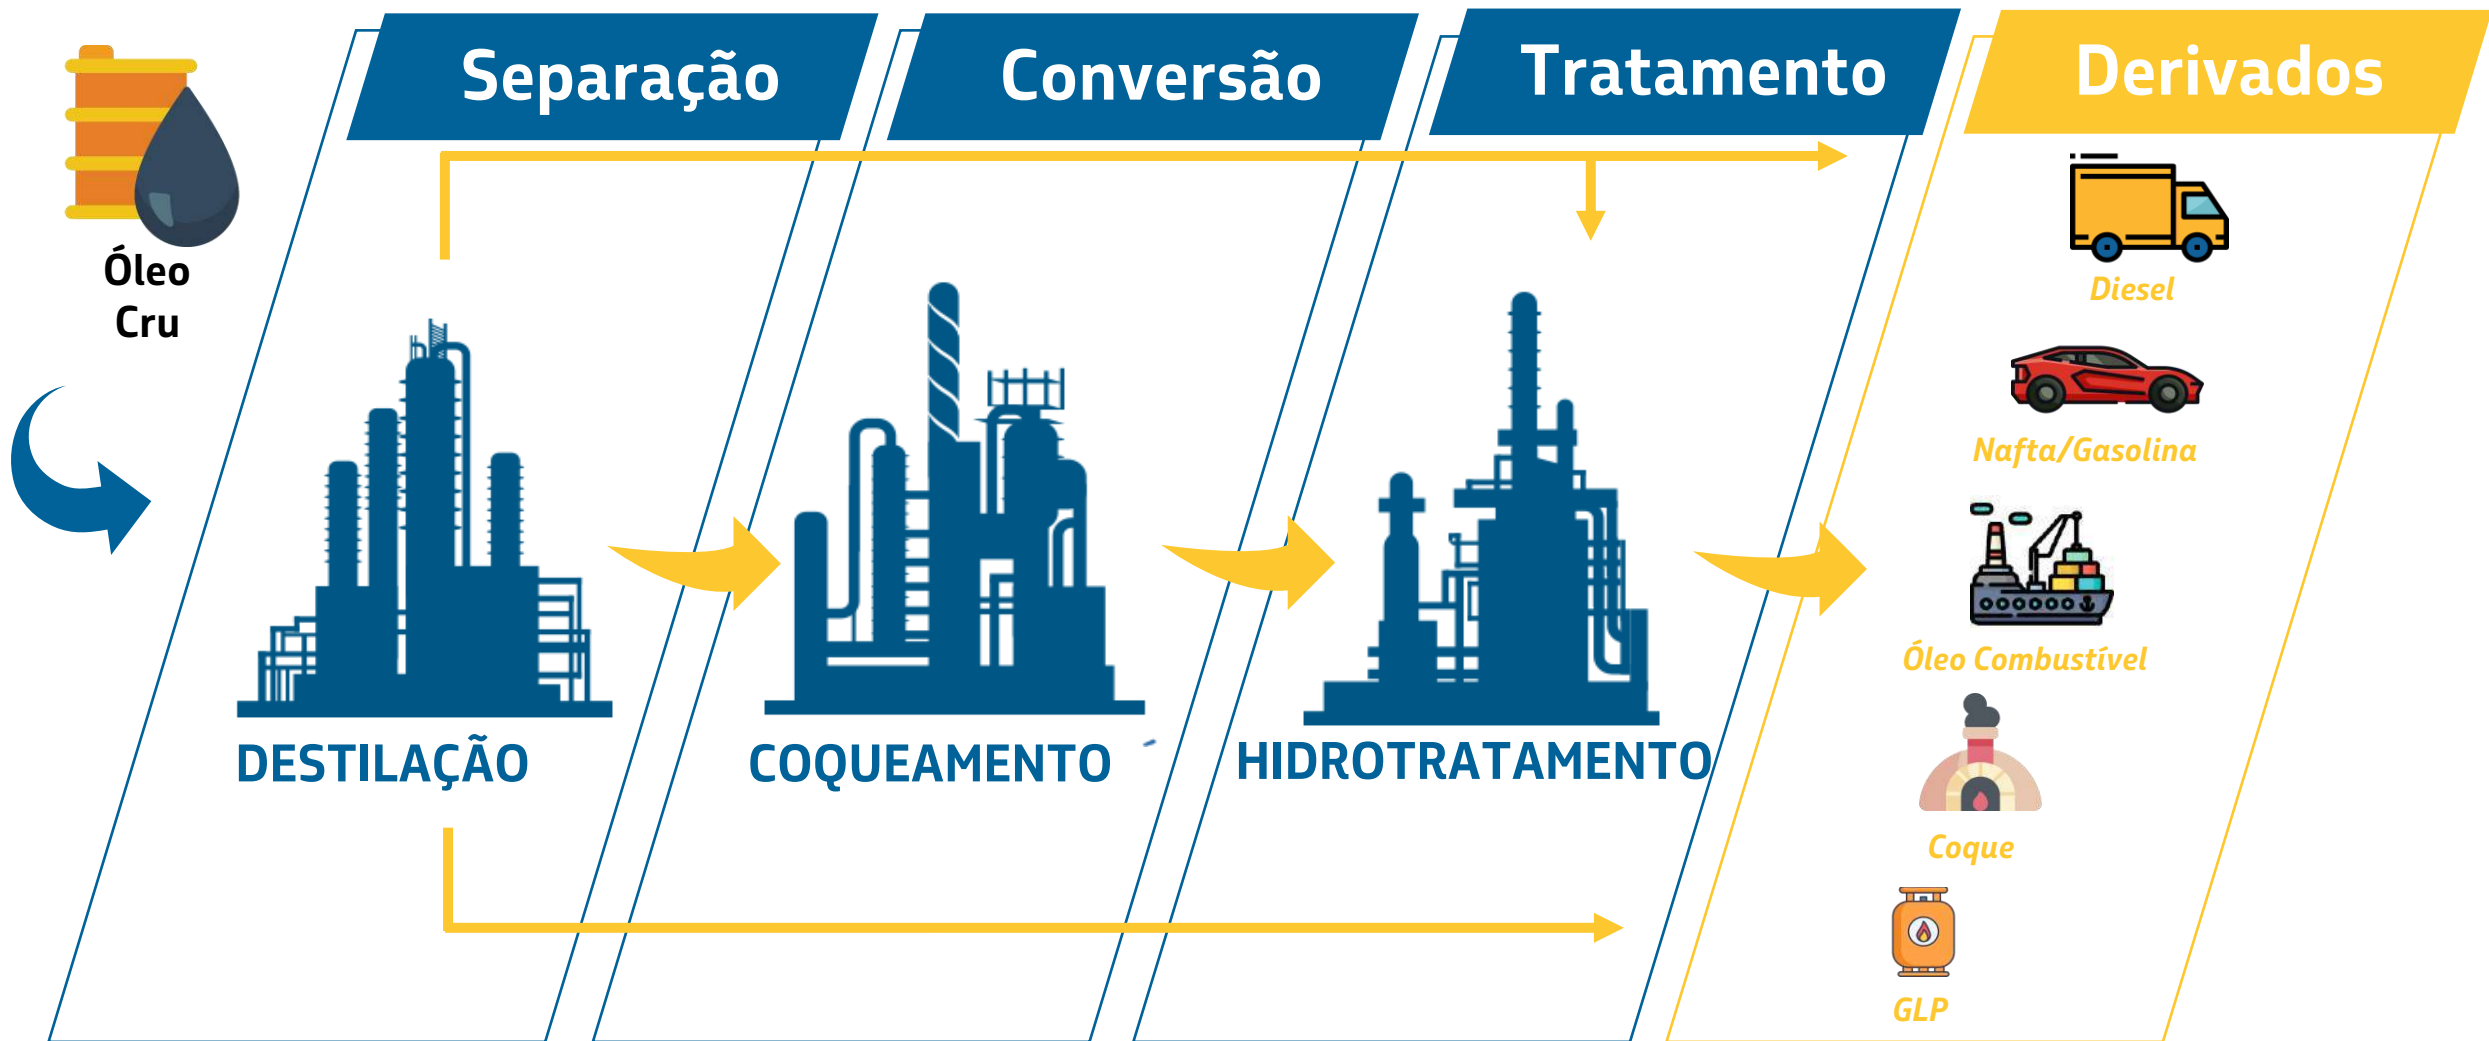 Separação
Conversão
Tratamento
Derivados
Óleo
Cru
Diesel
Nafta/Gasolina
Óleo Combustível
DESTILAÇÃO
COQUEAMENTO
HIDROTRATAMENTO
Coque
GLP